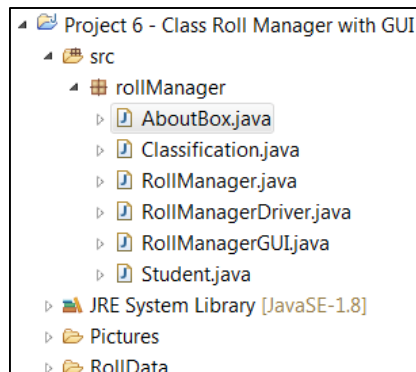 Project 6 - Class Roll Manager with GUI
src
rollManager
AboutBox.java
Classification.java
RollManager.java
RollManagerDriver.java
RollManagerGUI.java
Student.java
JRE System Library [JavaSE-1.8]
Pictures
RollData